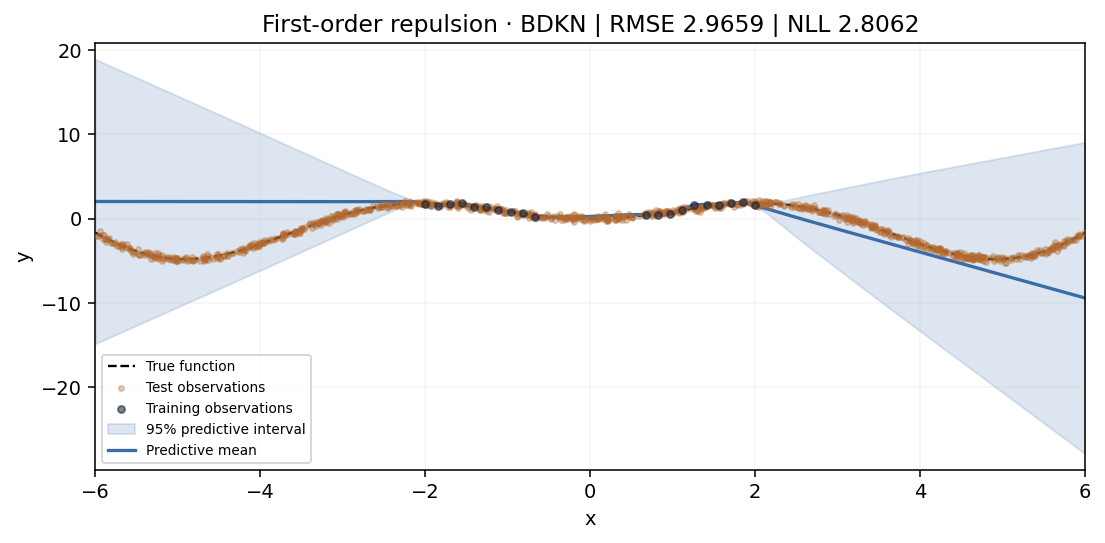 First-order repulsion · BDKN | RMSE 2.9659 | NLL 2.8062
20
10
0
−10
−20
y
True function
Test observations
Training observations
95% predictive interval
Predictive mean
−6 −4 −2 0 2 4 6
x